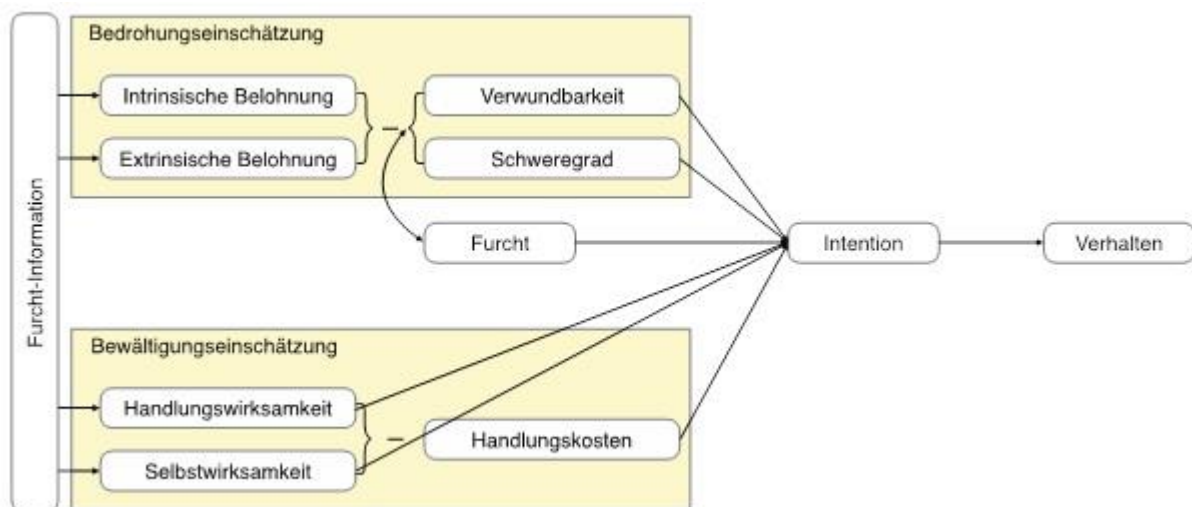 Furcht-Information
Bedrohungseinschätzung
Intrinsische Belohnung
Verwundbarkeit
Extrinsische Belohnung
Schweregrad
Furcht
Intention
Verhalten
Bewältigungseinschätzung
Handlungswirksamkeit
Handlungskosten
Selbstwirksamkeit